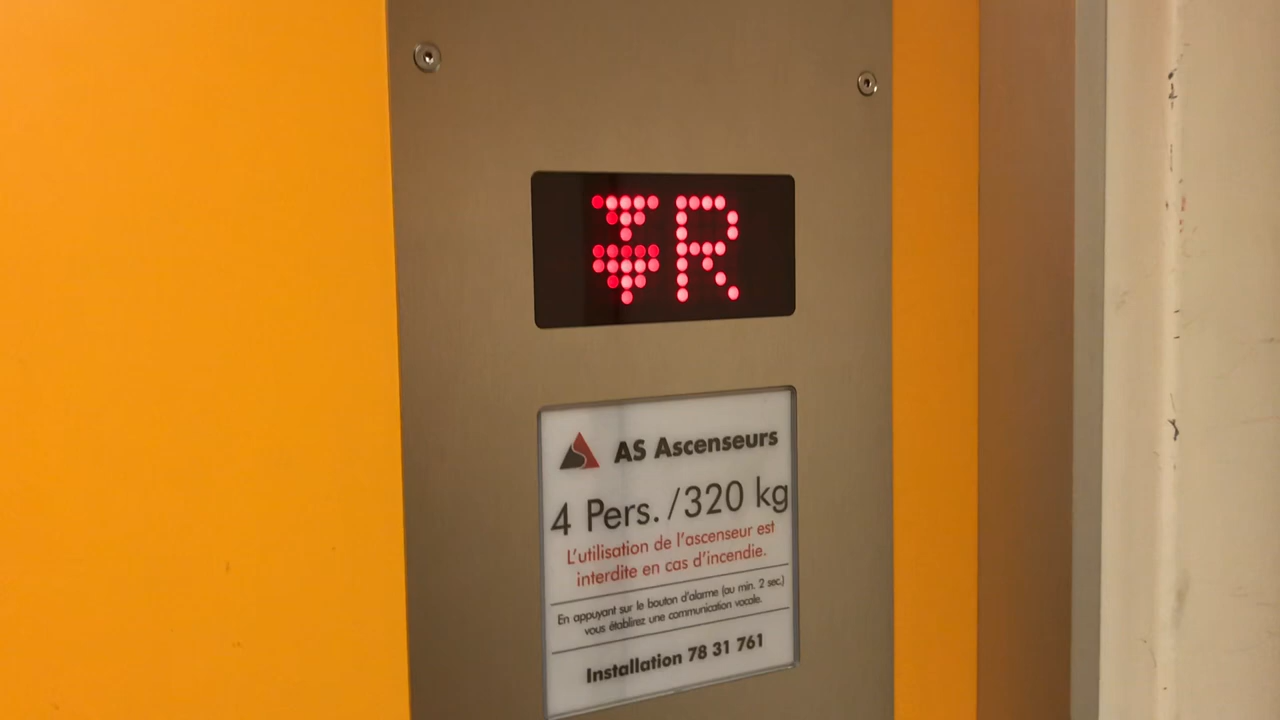 R
AS Ascenseurs
4 Pers./320 kg
L'utilisation de l'ascenseur est
interdite en cas d'incendie.
En appuyant sur le bouton d'alarme (au min. 2 sec.)
vous établirez une communication vocale.
Installation 78 31 761